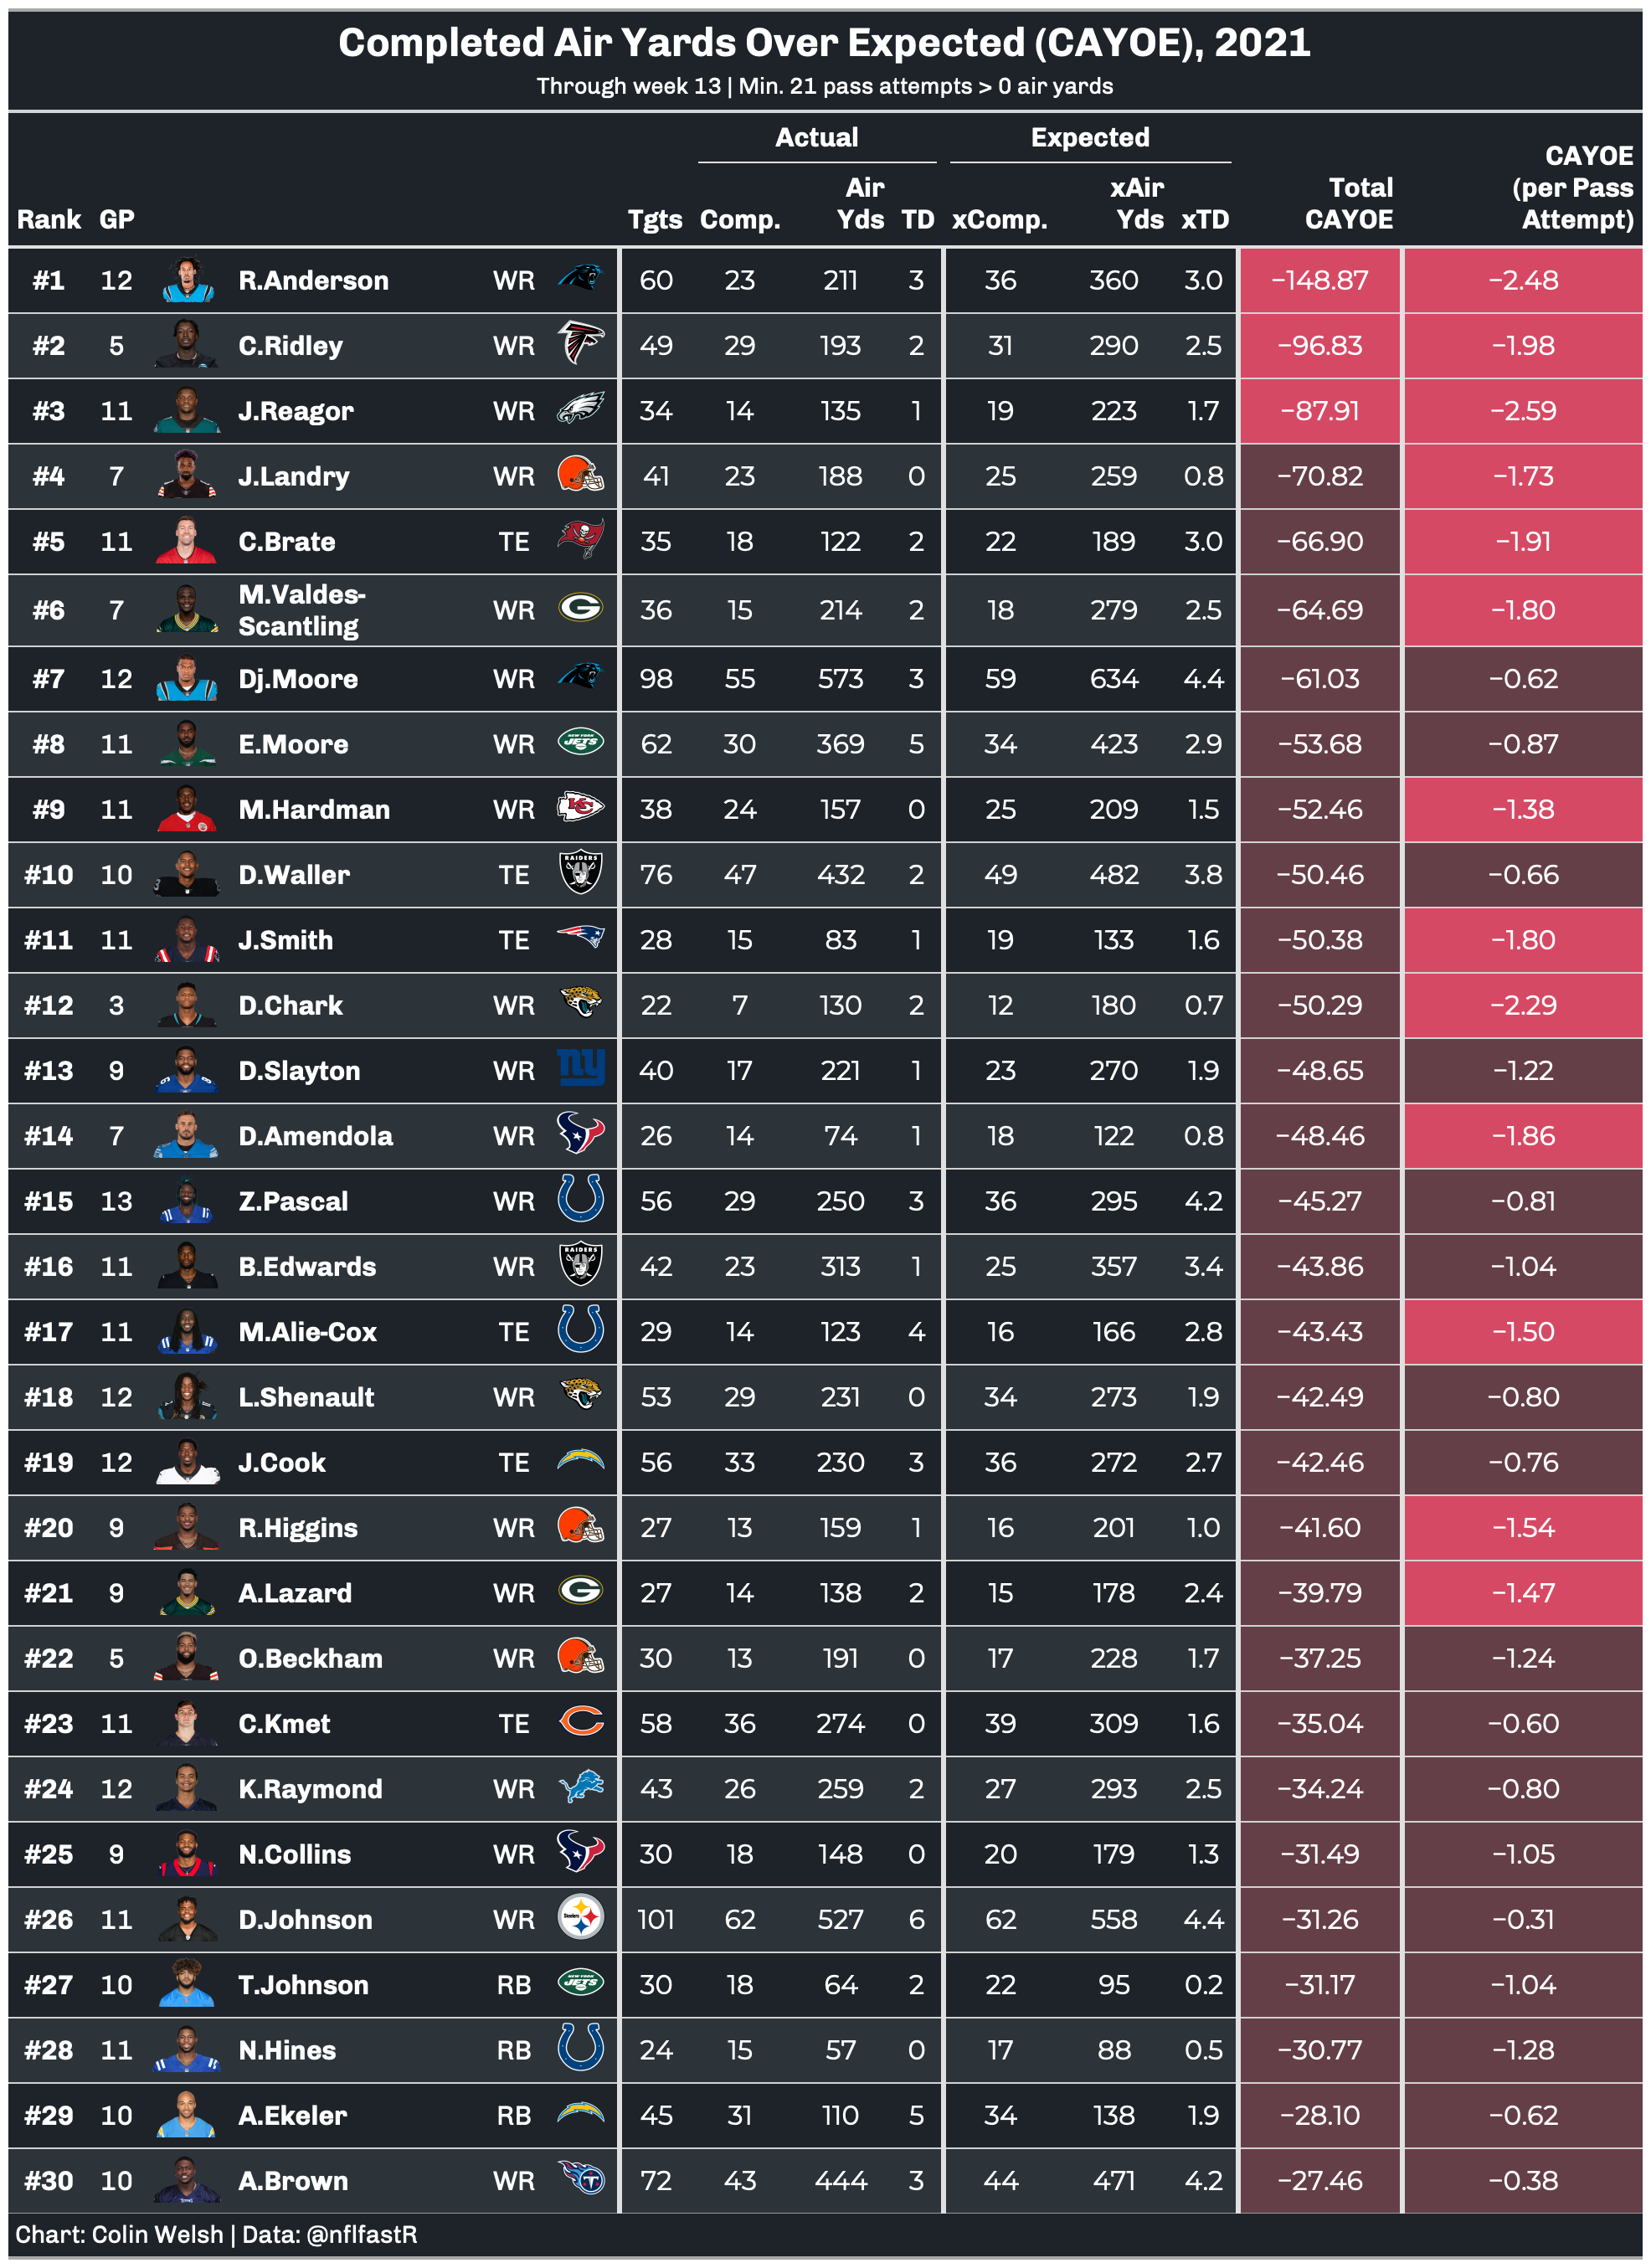 Completed Air Yards Over Expected (CAYOE), 2021
Through week 13 | Min. 21 pass attempts > 0 air yards
Actual Expected
Rank GP Tgts Comp. Air Yds TD xComp. xAir Yds xTD Total CAYOE CAYOE (per Pass Attempt)
#1 12 R.Anderson WR 60 23 211 3 36 360 3.0 −148.87 −2.48
#2 5 C.Ridley WR 49 29 193 2 31 290 2.5 −96.83 −1.98
#3 11 J.Reagor WR 34 14 135 1 19 223 1.7 −87.91 −2.59
#4 7 J.Landry WR 41 23 188 0 25 259 0.8 −70.82 −1.73
#5 11 C.Brate TE 35 18 122 2 22 189 3.0 −66.90 −1.91
#6 7 M.Valdes-Scantling WR G 36 15 214 2 18 279 2.5 −64.69 −1.80
#7 12 Dj.Moore WR 98 55 573 3 59 634 4.4 −61.03 −0.62
#8 11 E.Moore WR NEW YORK JETS 62 30 369 5 34 423 2.9 −53.68 −0.87
#9 11 M.Hardman WR KC 38 24 157 0 25 209 1.5 −52.46 −1.38
#10 10 D.Waller TE RAIDERS 76 47 432 2 49 482 3.8 −50.46 −0.66
#11 11 J.Smith TE 28 15 83 1 19 133 1.6 −50.38 −1.80
#12 3 D.Chark WR 22 7 130 2 12 180 0.7 −50.29 −2.29
#13 9 D.Slayton WR ny 40 17 221 1 23 270 1.9 −48.65 −1.22
#14 7 D.Amendola WR 26 14 74 1 18 122 0.8 −48.46 −1.86
#15 13 Z.Pascal WR 56 29 250 3 36 295 4.2 −45.27 −0.81
#16 11 B.Edwards WR RAIDERS 42 23 313 1 25 357 3.4 −43.86 −1.04
#17 11 M.Alie-Cox TE 29 14 123 4 16 166 2.8 −43.43 −1.50
#18 12 L.Shenault WR 53 29 231 0 34 273 1.9 −42.49 −0.80
#19 12 J.Cook TE 56 33 230 3 36 272 2.7 −42.46 −0.76
#20 9 R.Higgins WR 27 13 159 1 16 201 1.0 −41.60 −1.54
#21 9 A.Lazard WR G 27 14 138 2 15 178 2.4 −39.79 −1.47
#22 5 O.Beckham WR 30 13 191 0 17 228 1.7 −37.25 −1.24
#23 11 C.Kmet TE C 58 36 274 0 39 309 1.6 −35.04 −0.60
#24 12 K.Raymond WR 43 26 259 2 27 293 2.5 −34.24 −0.80
#25 9 N.Collins WR 30 18 148 0 20 179 1.3 −31.49 −1.05
#26 11 D.Johnson WR Steelers 101 62 527 6 62 558 4.4 −31.26 −0.31
#27 10 T.Johnson RB NEW YORK JETS 30 18 64 2 22 95 0.2 −31.17 −1.04
#28 11 N.Hines RB 24 15 57 0 17 88 0.5 −30.77 −1.28
#29 10 A.Ekeler RB 45 31 110 5 34 138 1.9 −28.10 −0.62
#30 10 A.Brown WR T 72 43 444 3 44 471 4.2 −27.46 −0.38
Chart: Colin Welsh | Data: @nflfastR